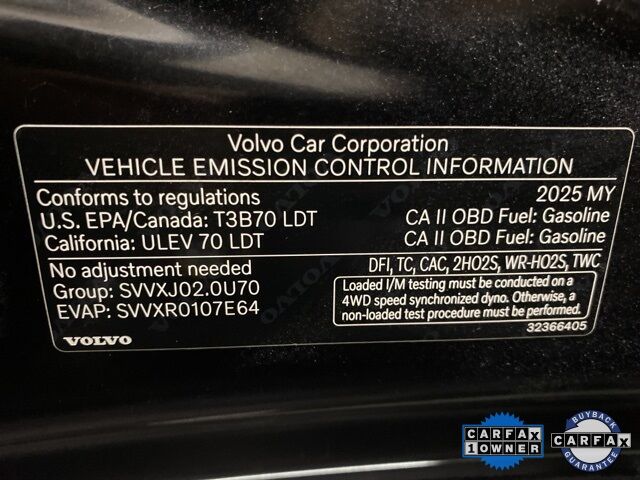 Volvo Car Corporation
VEHICLE EMISSION CONTROL INFORMATION
Conforms to regulations 2025 MY
U.S. EPA/Canada: T3B70 LDT CA II OBD Fuel: Gasoline
California: ULEV 70 LDT CA II OBD Fuel: Gasoline
No adjustment needed DFI, TC, CAC, 2HO2S, WR-HO2S, TWC
Group: SVVXJ02.0U70
EVAP: SVVXR0107E64
Loaded I/M testing must be conducted on a
4WD speed synchronized dyno. Otherwise, a
non-loaded test procedure must be performed.
VOLVO 32366405
CARFAX
1 OWNER
BUYBACK
CARFAX
GUARANTEE